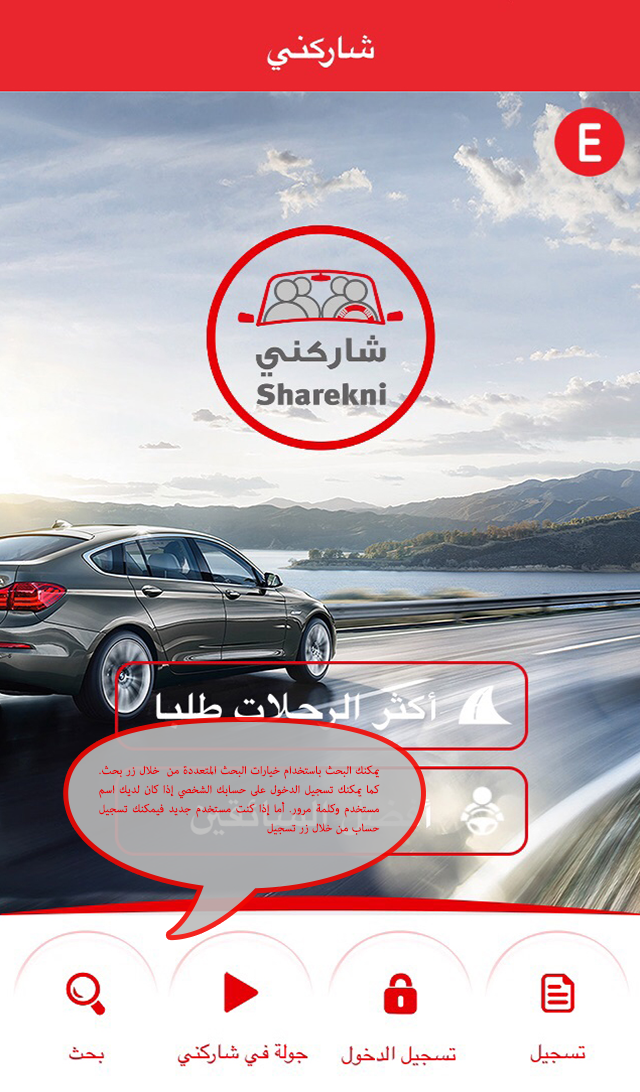 شاركني
E
شاركني
Sharekni
أكثر الرحلات طلبا
يمكنك البحث باستخدام خيارات البحث المتعددة من خلال زر بحث.
كما يمكنك تسجيل الدخول على حسابك الشخصي إذا كان لديك اسم
مستخدم وكلمة مرور. أما إذا كنت مستخدم جديد فيمكنك تسجيل
حساب من خلال زر تسجيل
أفضل السائقين
تسجيل
تسجيل الدخول
جولة في شاركني
بحث